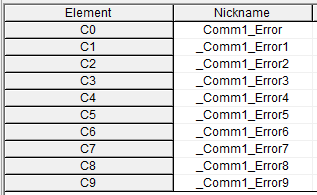 Element Nickname
C0 Comm1_Error
C1 _Comm1_Error1
C2 _Comm1_Error2
C3 _Comm1_Error3
C4 _Comm1_Error4
C5 _Comm1_Error5
C6 _Comm1_Error6
C7 _Comm1_Error7
C8 _Comm1_Error8
C9 _Comm1_Error9